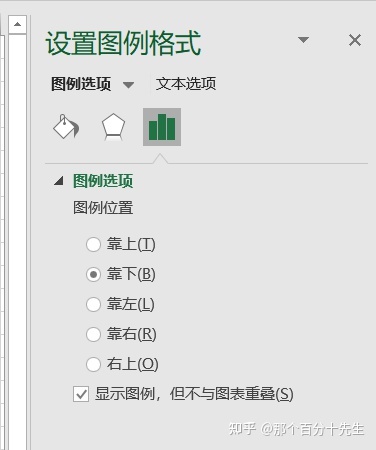 设置图例格式
图例选项 文本选项
图例选项
图例位置
靠上(T)
靠下(B)
靠左(L)
靠右(R)
右上(O)
显示图例，但不与图表重叠(S)
知乎 @那个百分十先生